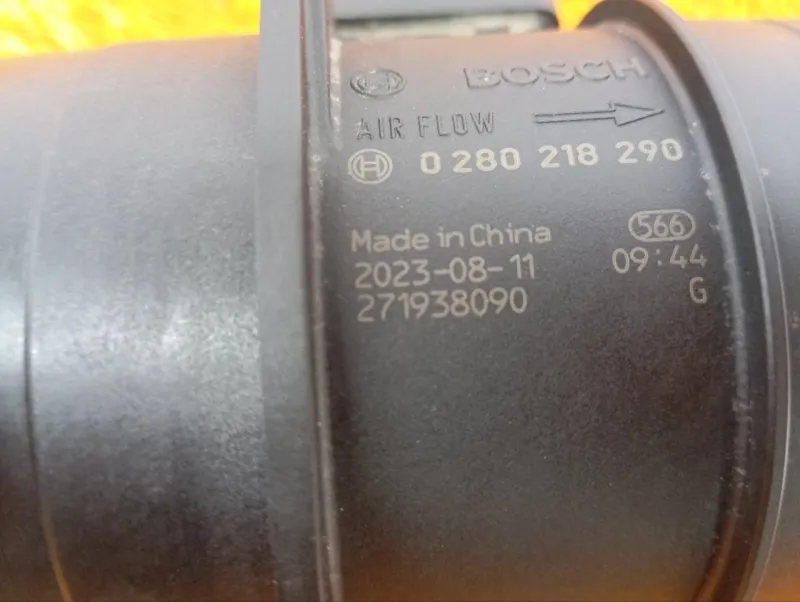 BOSCH
AIR FLOW
0 280 218 290
Made in China 566
2023-08-11 09:44
271938090 G